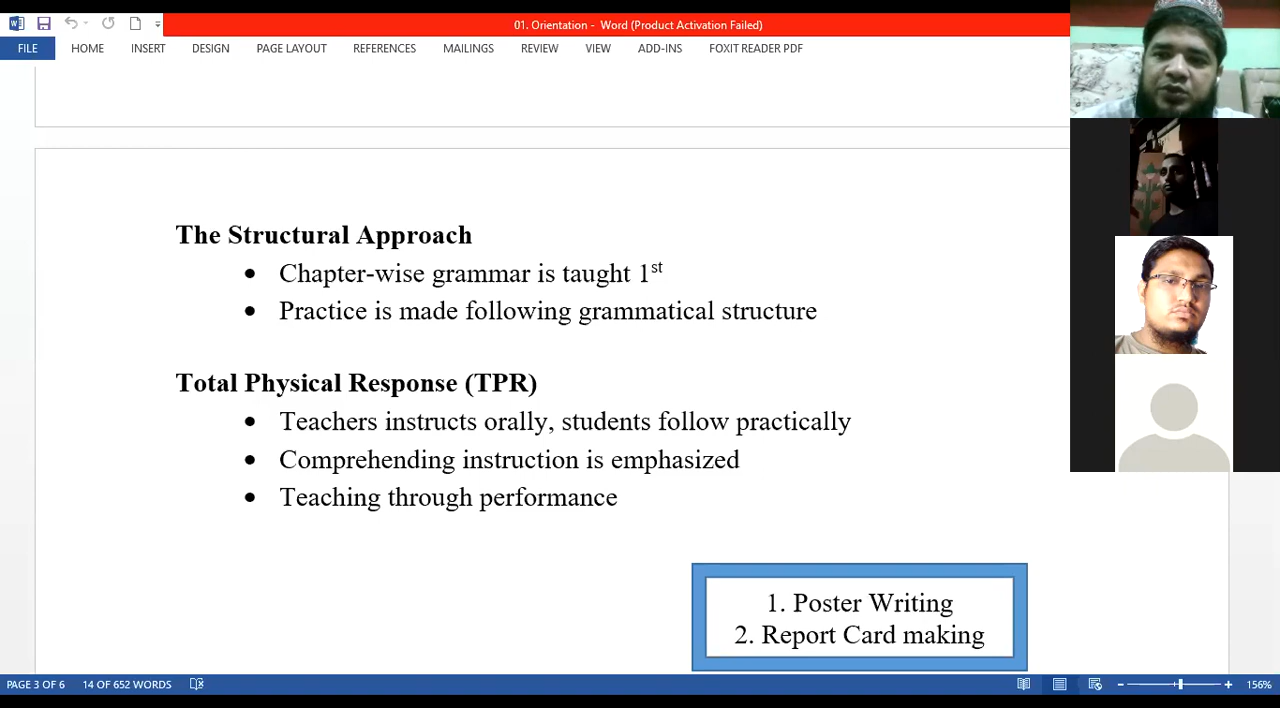 01. Orientation - Word (Product Activation Failed)
FILE HOME INSERT DESIGN PAGE LAYOUT REFERENCES MAILINGS REVIEW VIEW ADD-INS FOXIT READER PDF
The Structural Approach
• Chapter-wise grammar is taught 1st
• Practice is made following grammatical structure
Total Physical Response (TPR)
• Teachers instructs orally, students follow practically
• Comprehending instruction is emphasized
• Teaching through performance
1. Poster Writing
2. Report Card making
PAGE 3 OF 6 14 OF 652 WORDS 156%